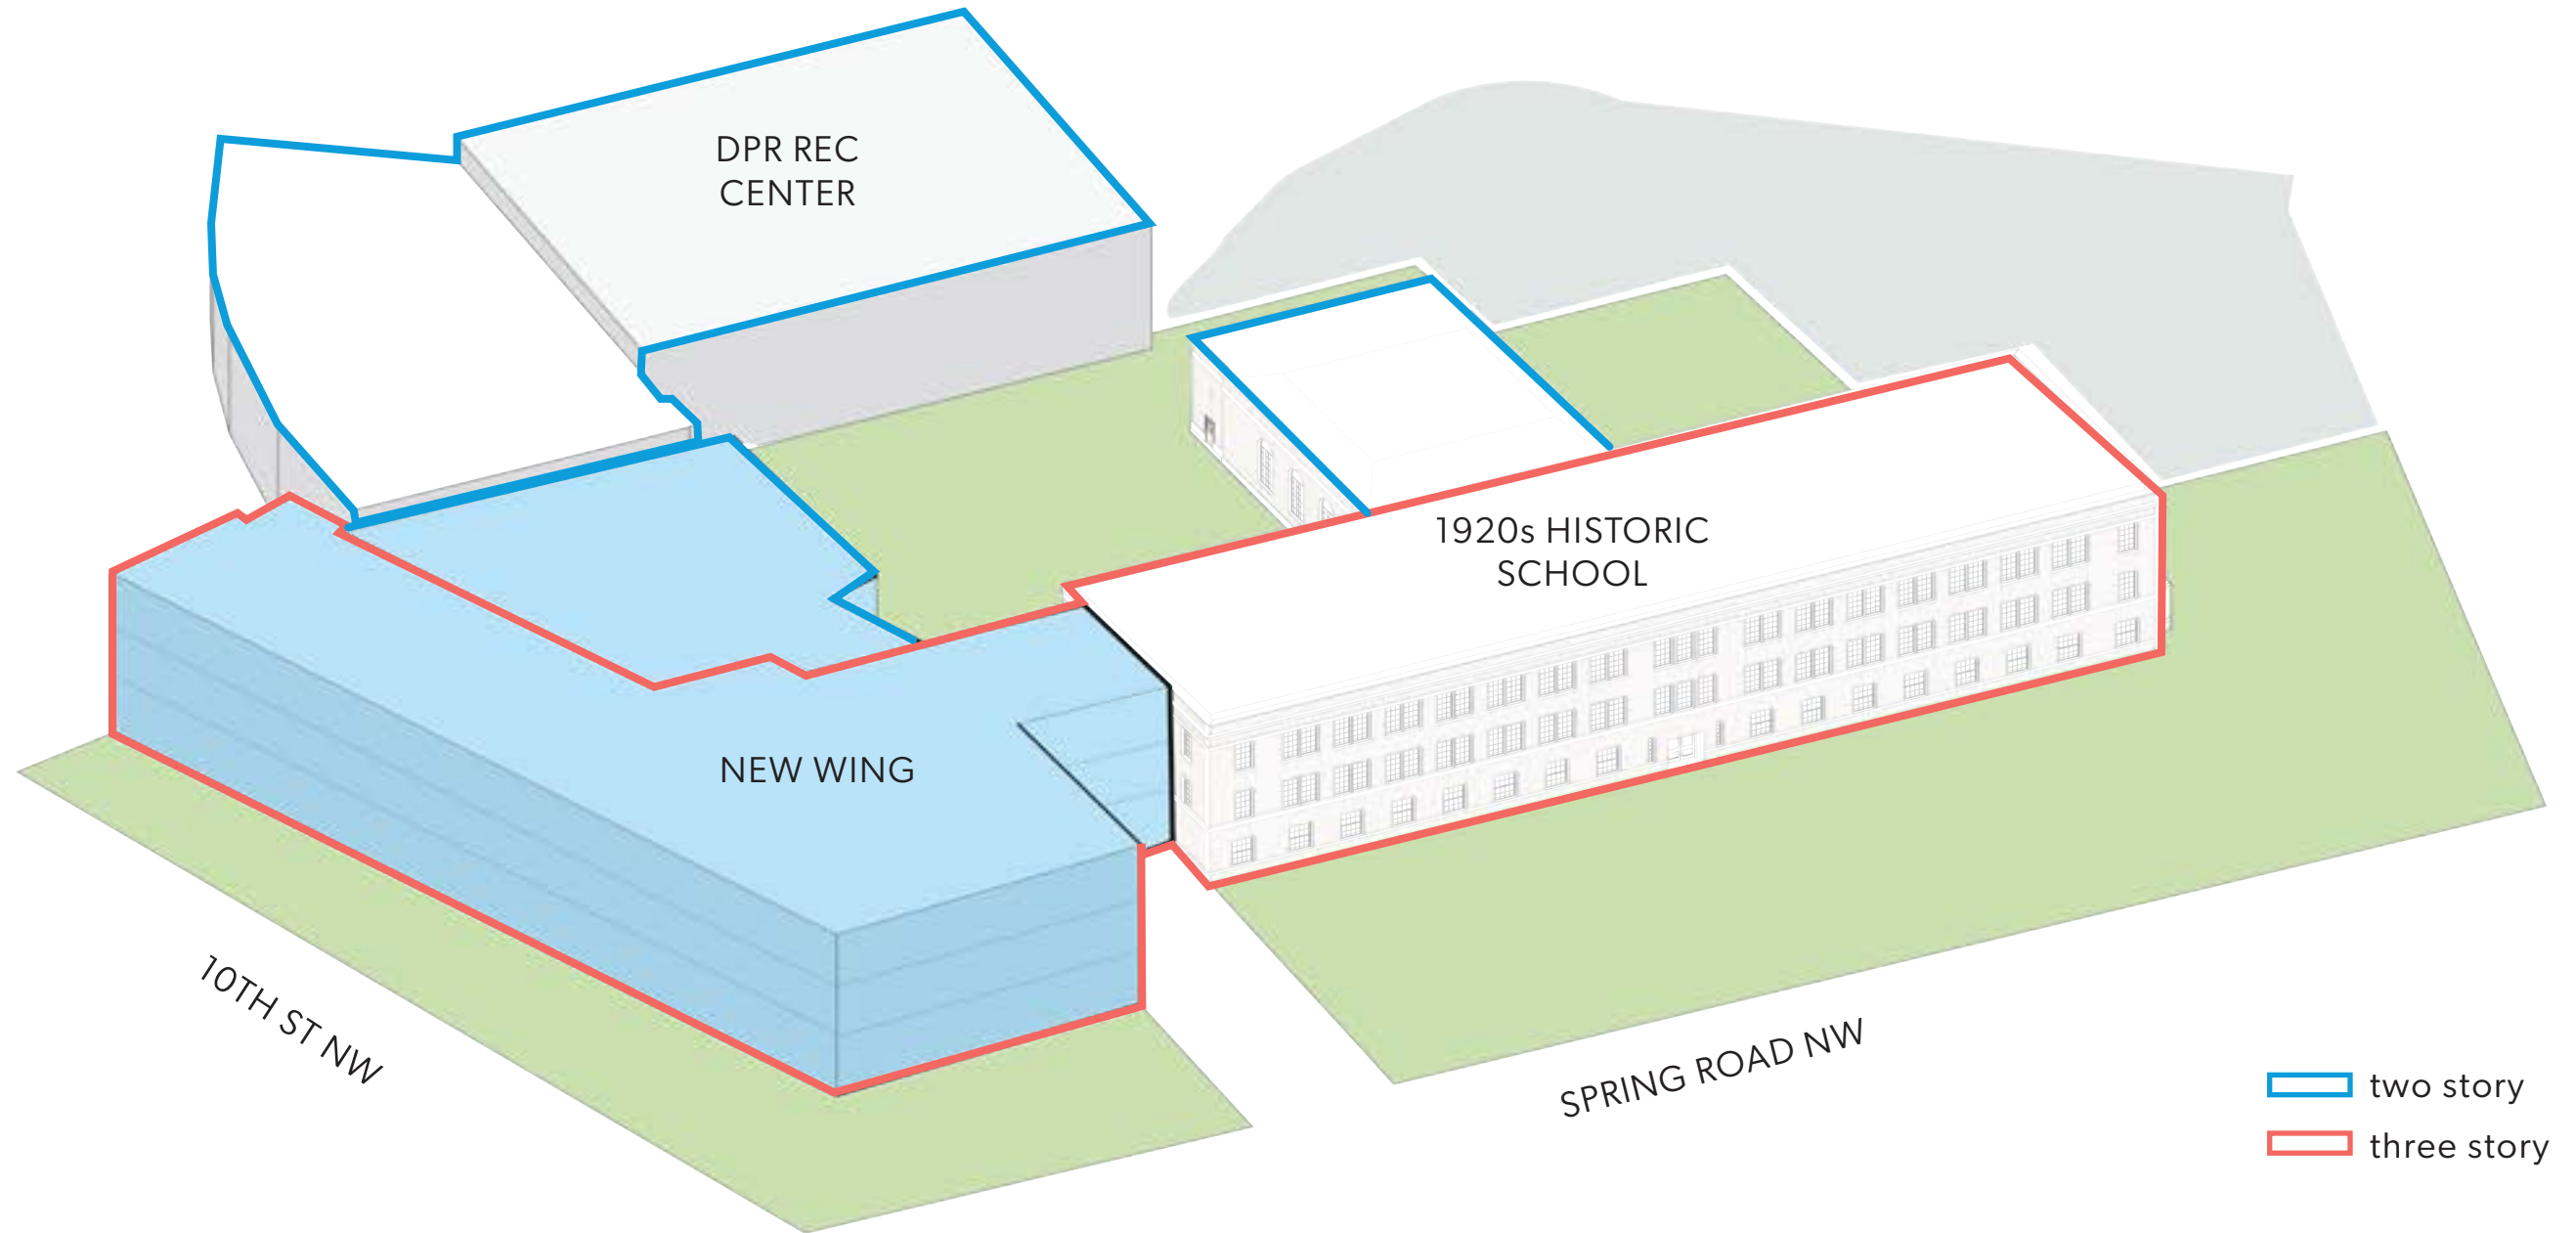 DPR REC
CENTER
1920s HISTORIC
SCHOOL
NEW WING
10TH ST NW
SPRING ROAD NW
two story
three story